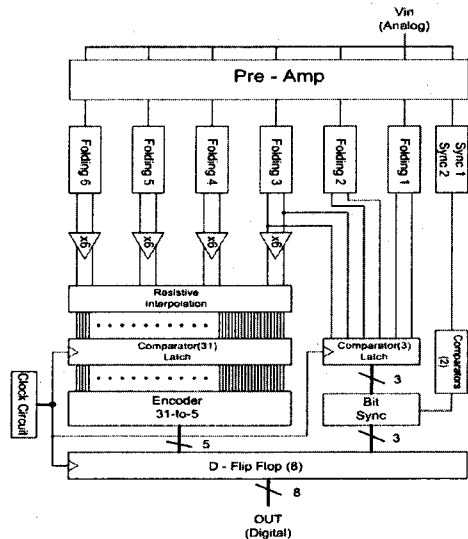 Vin
(Analog)
Pre - Amp
Folding 6
Folding 5
Folding 4
Folding 3
Folding 2
Folding 1
Sync 1
Sync 2
x6
x6
x6
x6
Resistive
Interpolation
Comparator(31)
Latch
Comparator(3)
Latch
Comparators
(2)
Clock Circuit
Encoder
31-to-5
3
Bit
Sync
5
3
D - Flip Flop (8)
8
OUT
(Digital)